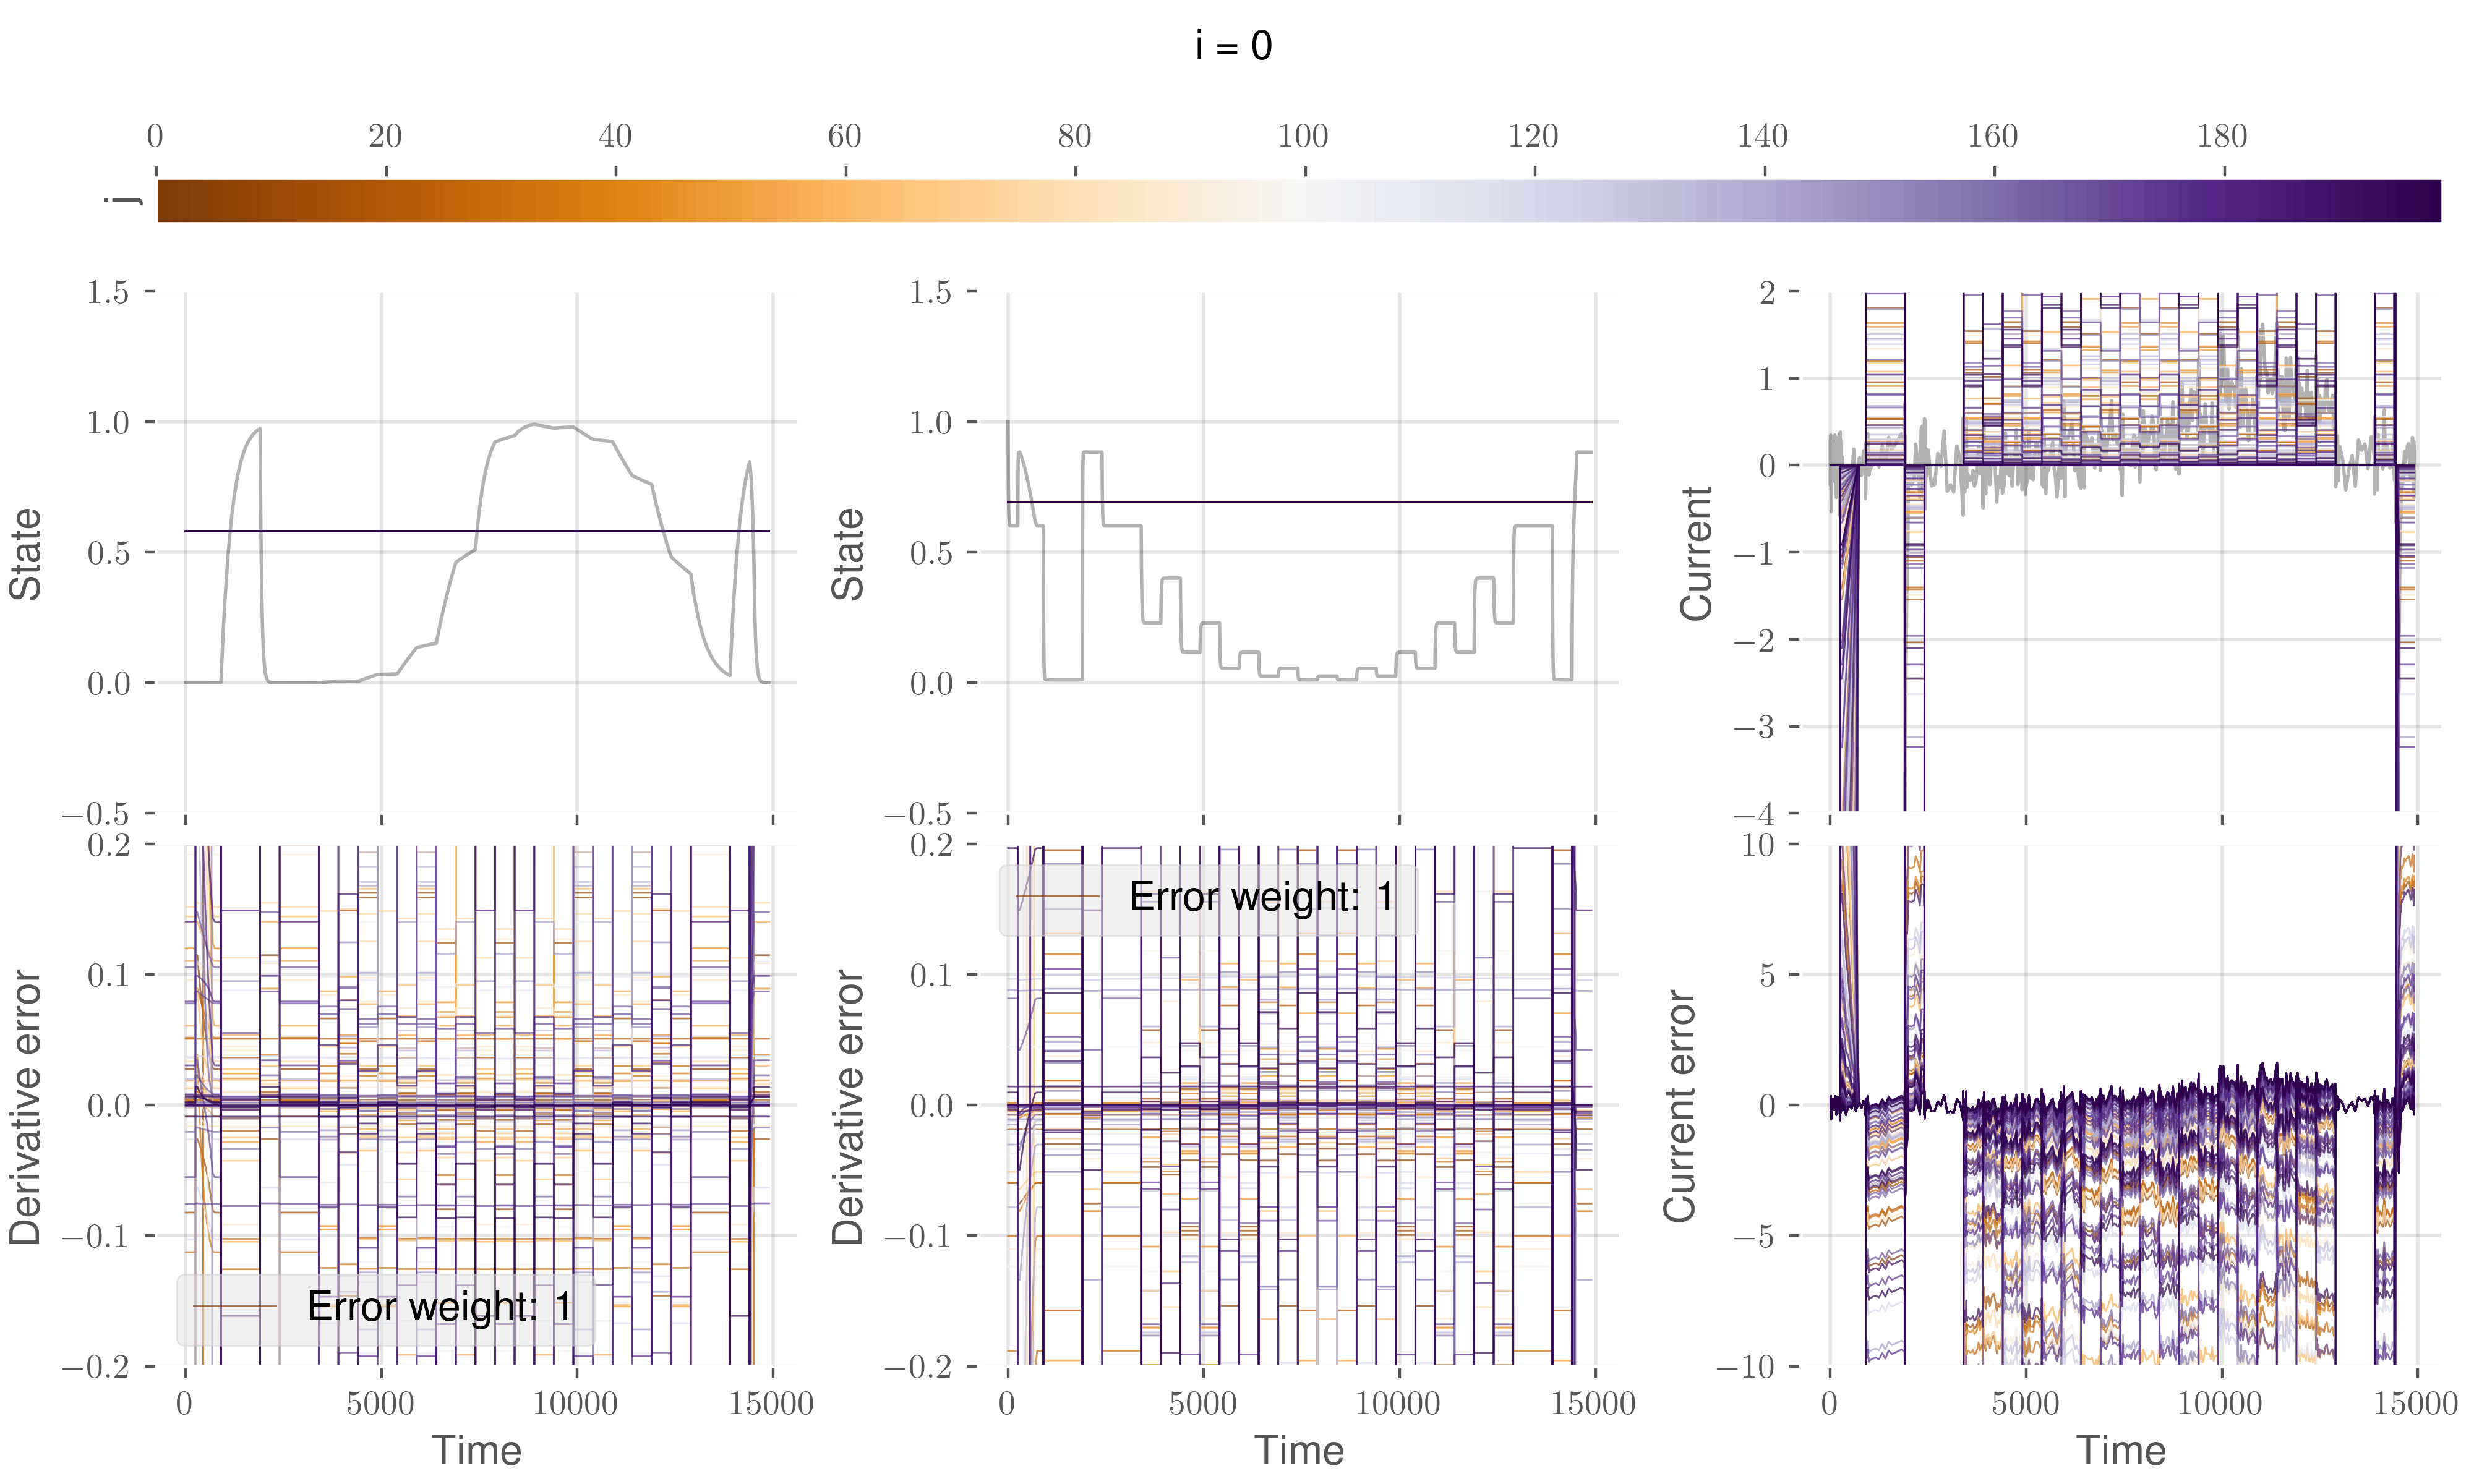 i = 0
0 20 40 60 80 100 120 140 160 180
j
1.5
1.0
0.5
0.0
−0.5
State
1.5
1.0
0.5
0.0
−0.5
State
2
1
0
−1
−2
−3
−4
Current
0.2
0.1
0.0
−0.1
−0.2
Derivative error
Error weight: 1
0 5000 10000 15000
Time
0.2
0.1
0.0
−0.1
−0.2
Derivative error
Error weight: 1
0 5000 10000 15000
Time
10
5
0
−5
−10
Current error
0 5000 10000 15000
Time